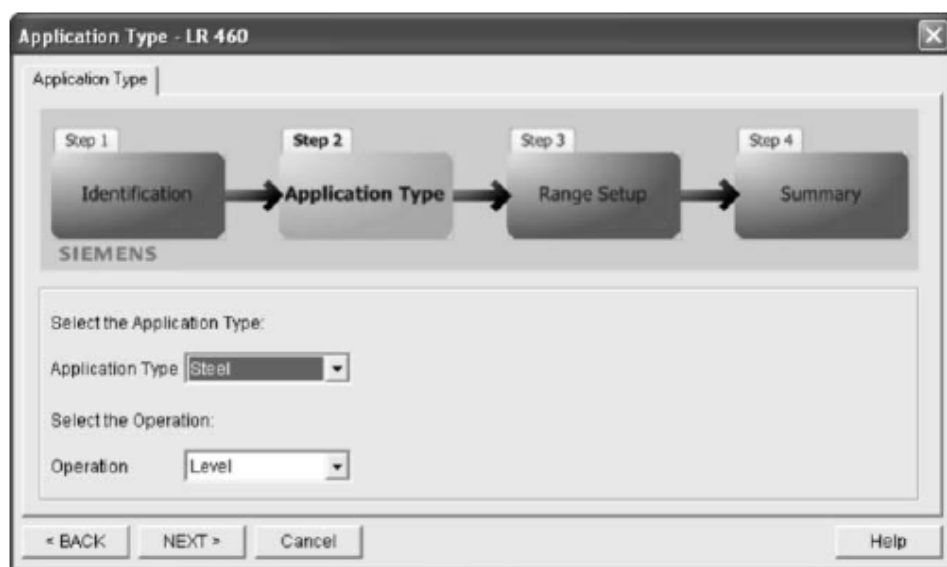 Application Type - LR 460
Application Type
Step 1
Step 2
Step 3
Step 4
Identification
Application Type
Range Setup
Summary
SIEMENS
Select the Application Type:
Application Type Steel
Select the Operation:
Operation Level
< BACK
NEXT >
Cancel
Help